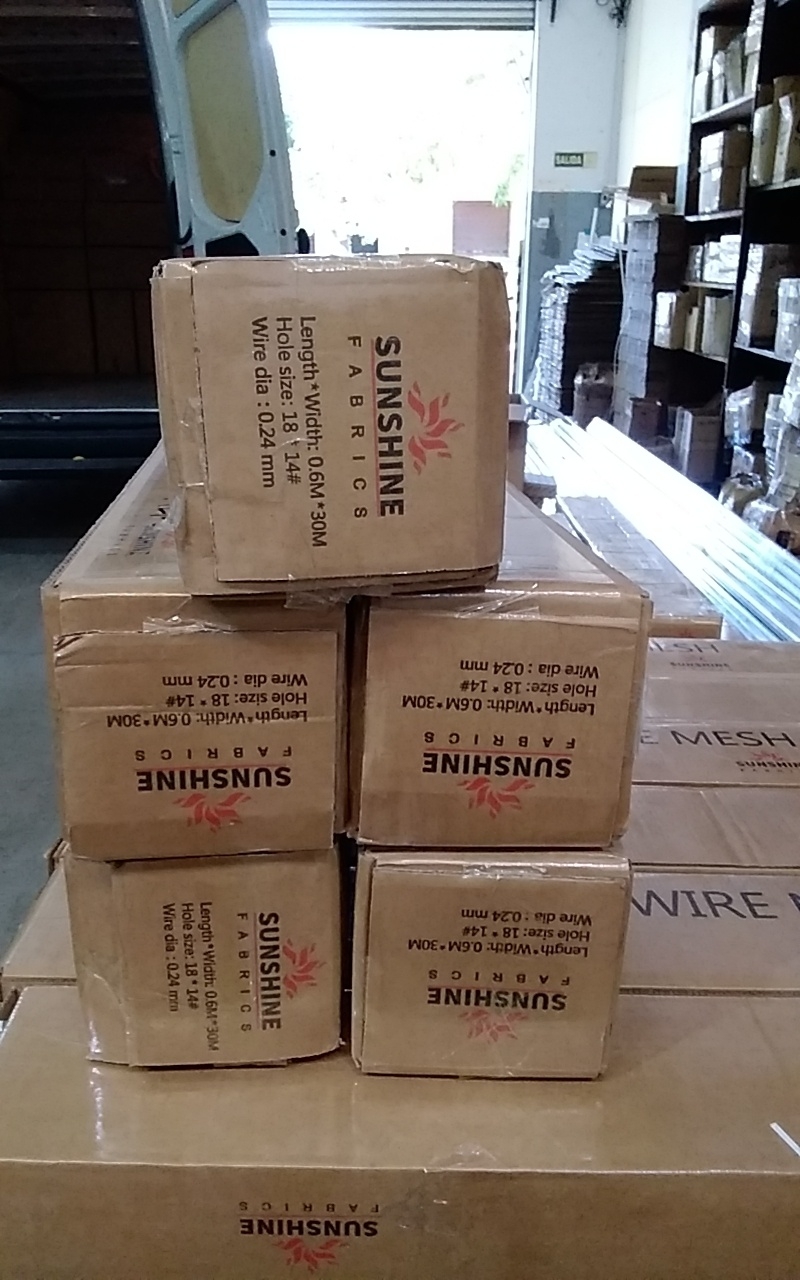 SALIDA
SUNSHINE
FABRICS
Length*Width: 0.6M*30M
Hole size: 18 * 14#
Wire dia : 0.24 mm
SUNSHINE
FABRICS
Length*Width: 0.6M*30M
Hole size: 18 * 14#
Wire dia : 0.24 mm
SUNSHINE
FABRICS
Length*Width: 0.6M*30M
Hole size: 18 * 14#
Wire dia : 0.24 mm
ESH
SUNSHINE
E MESH
SUNSHINE
SUNSHINE
FABRICS
Length*Width: 0.6M*30M
Hole size: 18 * 14#
Wire dia : 0.24 mm
SUNSHINE
FABRICS
Length*Width: 0.6M*30M
Hole size: 18 * 14#
Wire dia : 0.24 mm
WIRE
SUNSHINE
FABRICS